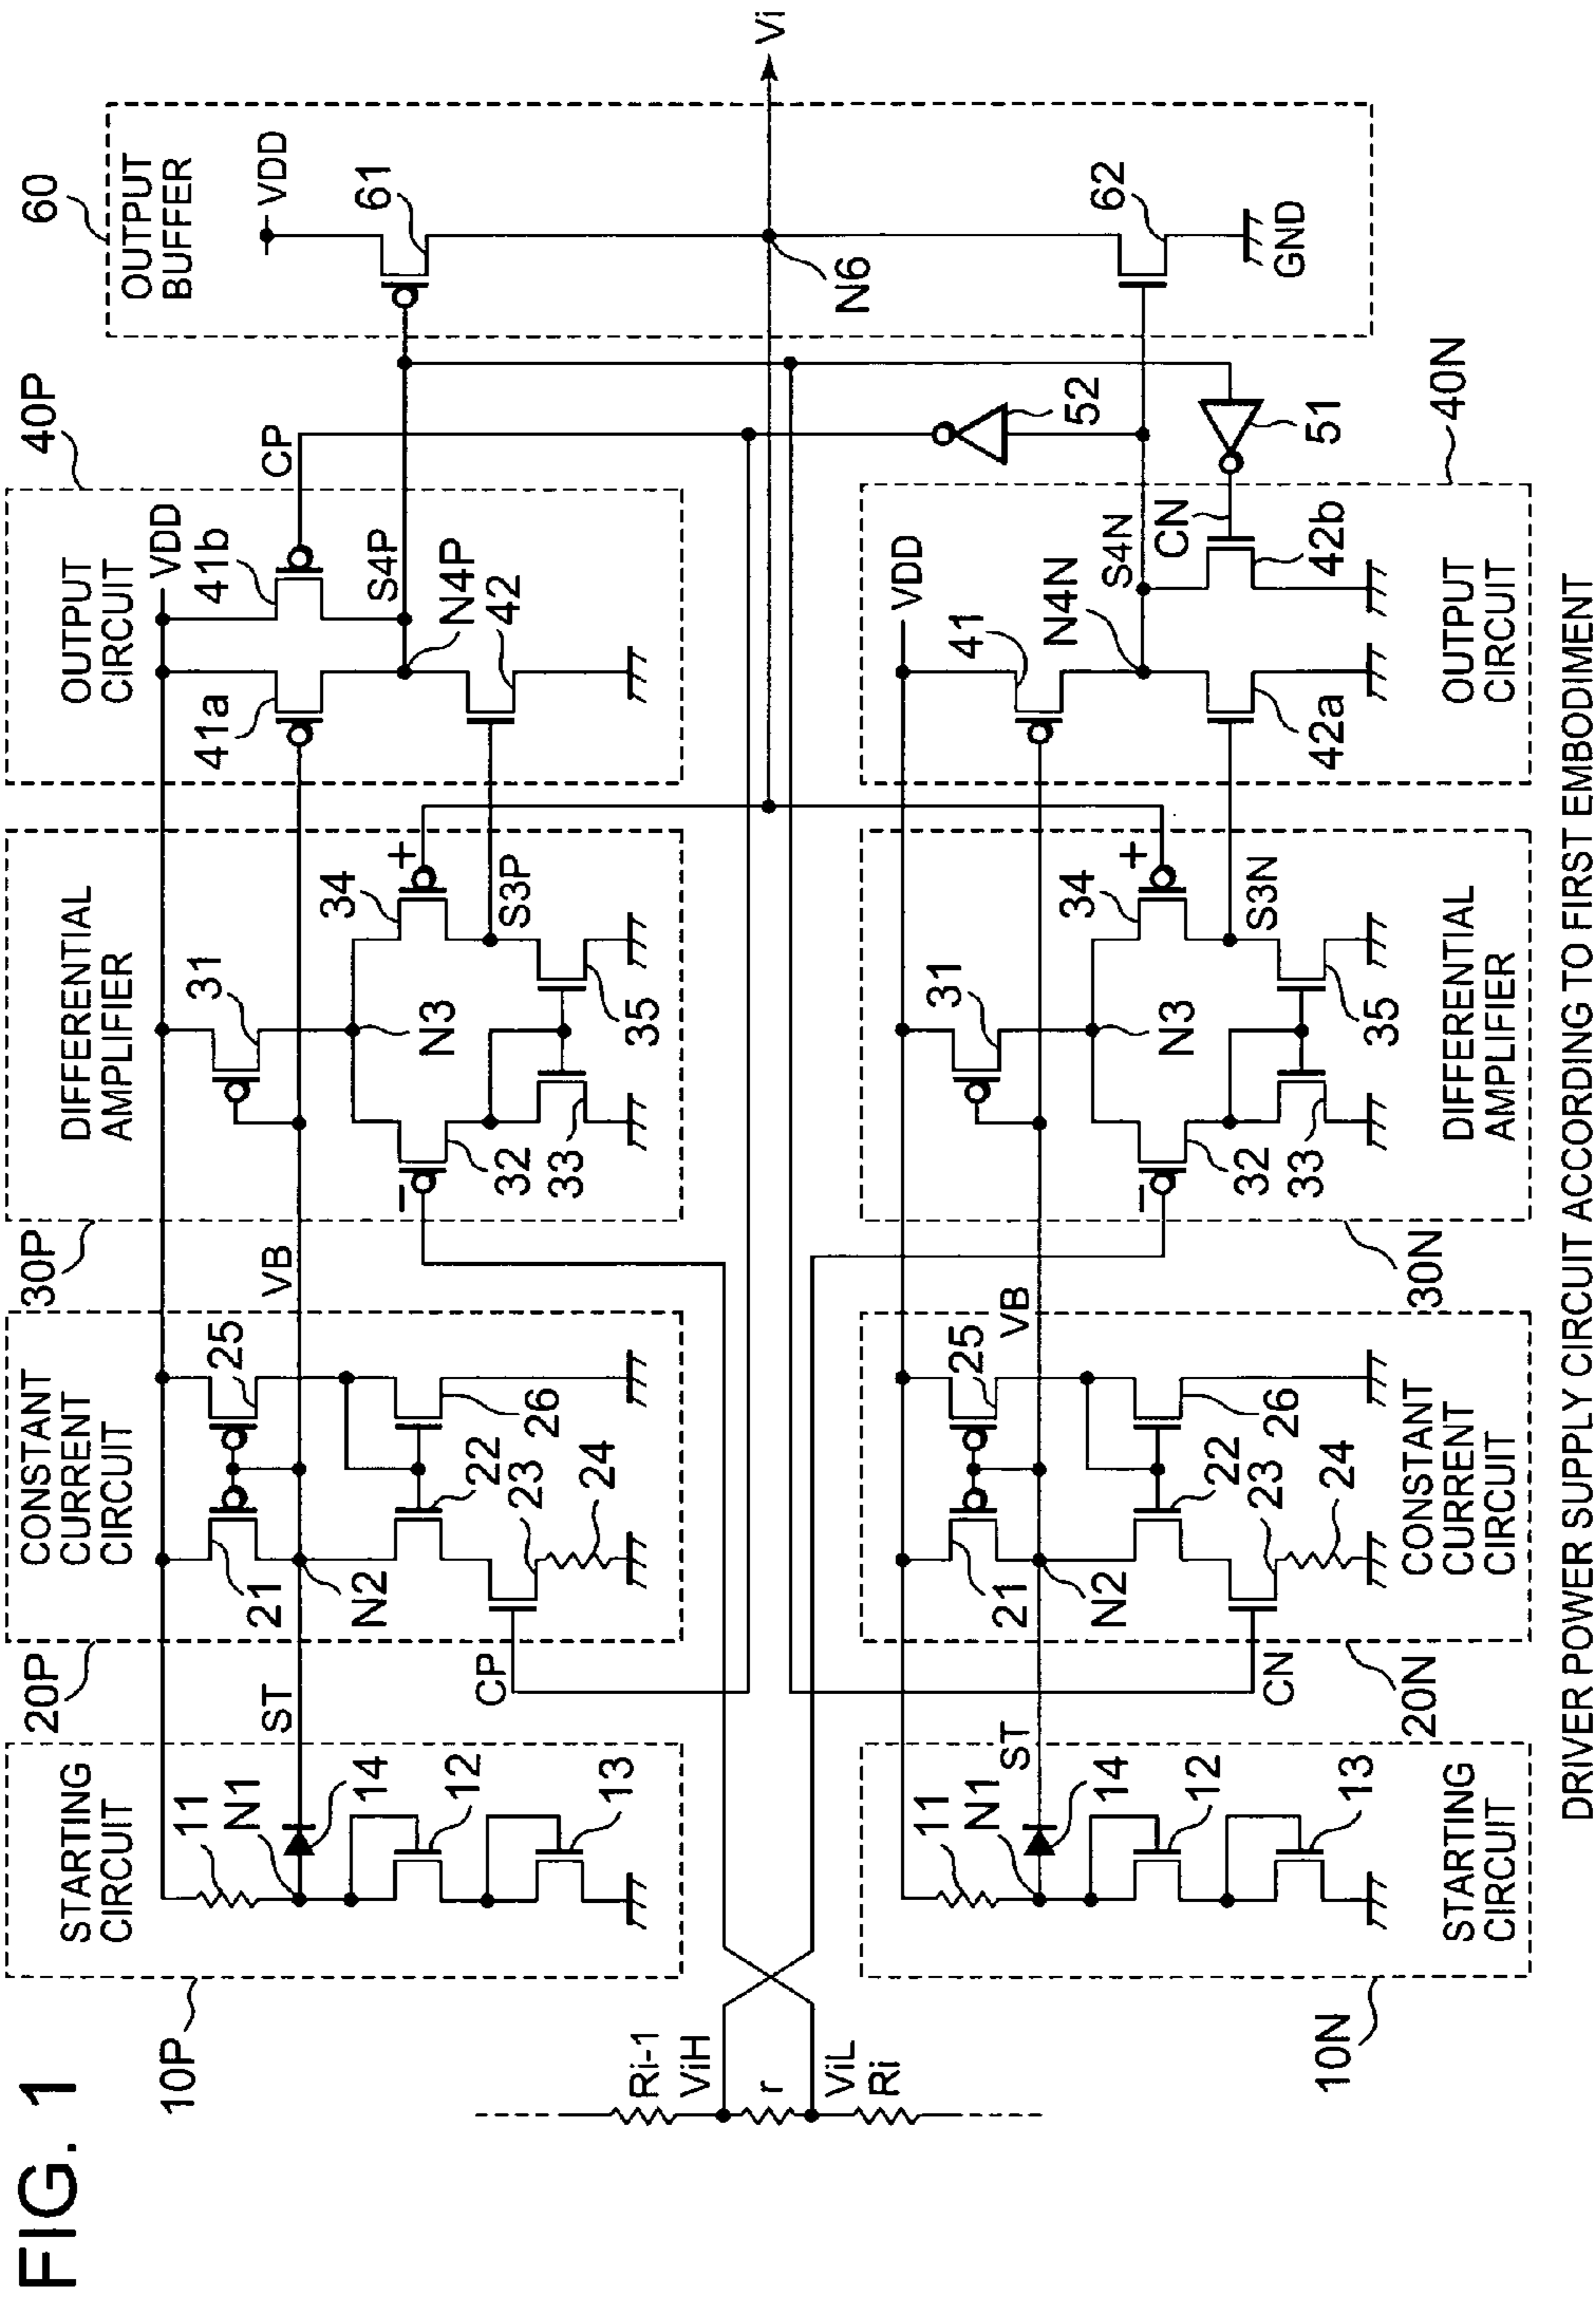 FIG. 1
10P
STARTING
CIRCUIT
11
N1
14
12
13
ST
20P
CONSTANT
CURRENT
CIRCUIT
21
25
N2
22
26
23
24
CP
VB
30P
DIFFERENTIAL
AMPLIFIER
31
N3
32
34
−
+
33
35
S3P
40P
OUTPUT
CIRCUIT
VDD
41a
41b
S4P
N4P
42
CP
60
OUTPUT
BUFFER
VDD
61
N6
62
GND
Vi
52
51
Ri-1
ViH
r
ViL
Ri
10N
STARTING
CIRCUIT
11
N1
14
12
13
ST
20N
CONSTANT
CURRENT
CIRCUIT
21
25
N2
22
26
23
24
CN
VB
30N
DIFFERENTIAL
AMPLIFIER
31
N3
32
34
−
+
33
35
S3N
40N
OUTPUT
CIRCUIT
VDD
41
N4N
S4N
CN
42a
42b
DRIVER POWER SUPPLY CIRCUIT ACCORDING TO FIRST EMBODIMENT